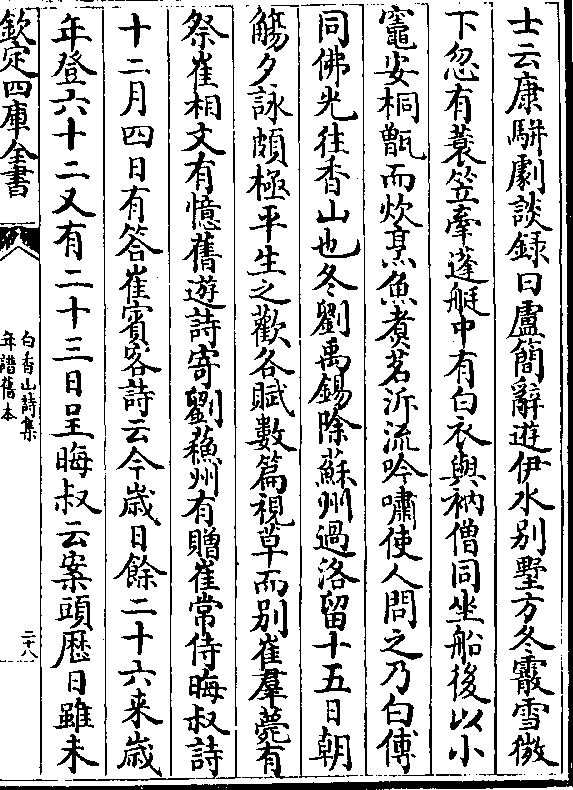 士云康駢劇談録曰盧簡辭遊伊水别墅方冬霰雪微
下忽有蓑笠牽篷艇中有白衣與衲僧同坐船後以小
竈安桐甑而炊烹魚煮茗泝流吟嘯使人問之乃白傅
同佛光往香山也冬劉禹錫除蘇州過洛留十五日朝
觴夕詠頗極平生之歡各賦數篇視草而别崔羣薨有
祭崔相文有憶舊遊詩寄劉蘇州有贈崔常侍晦叔詩
十二月四日有答崔賓客詩云今歳日餘二十六来歳
年登六十二又有二十三日呈晦叔云案頭厯日雖未
欽定四庫全書
白香山詩集
年譜舊本
二十八